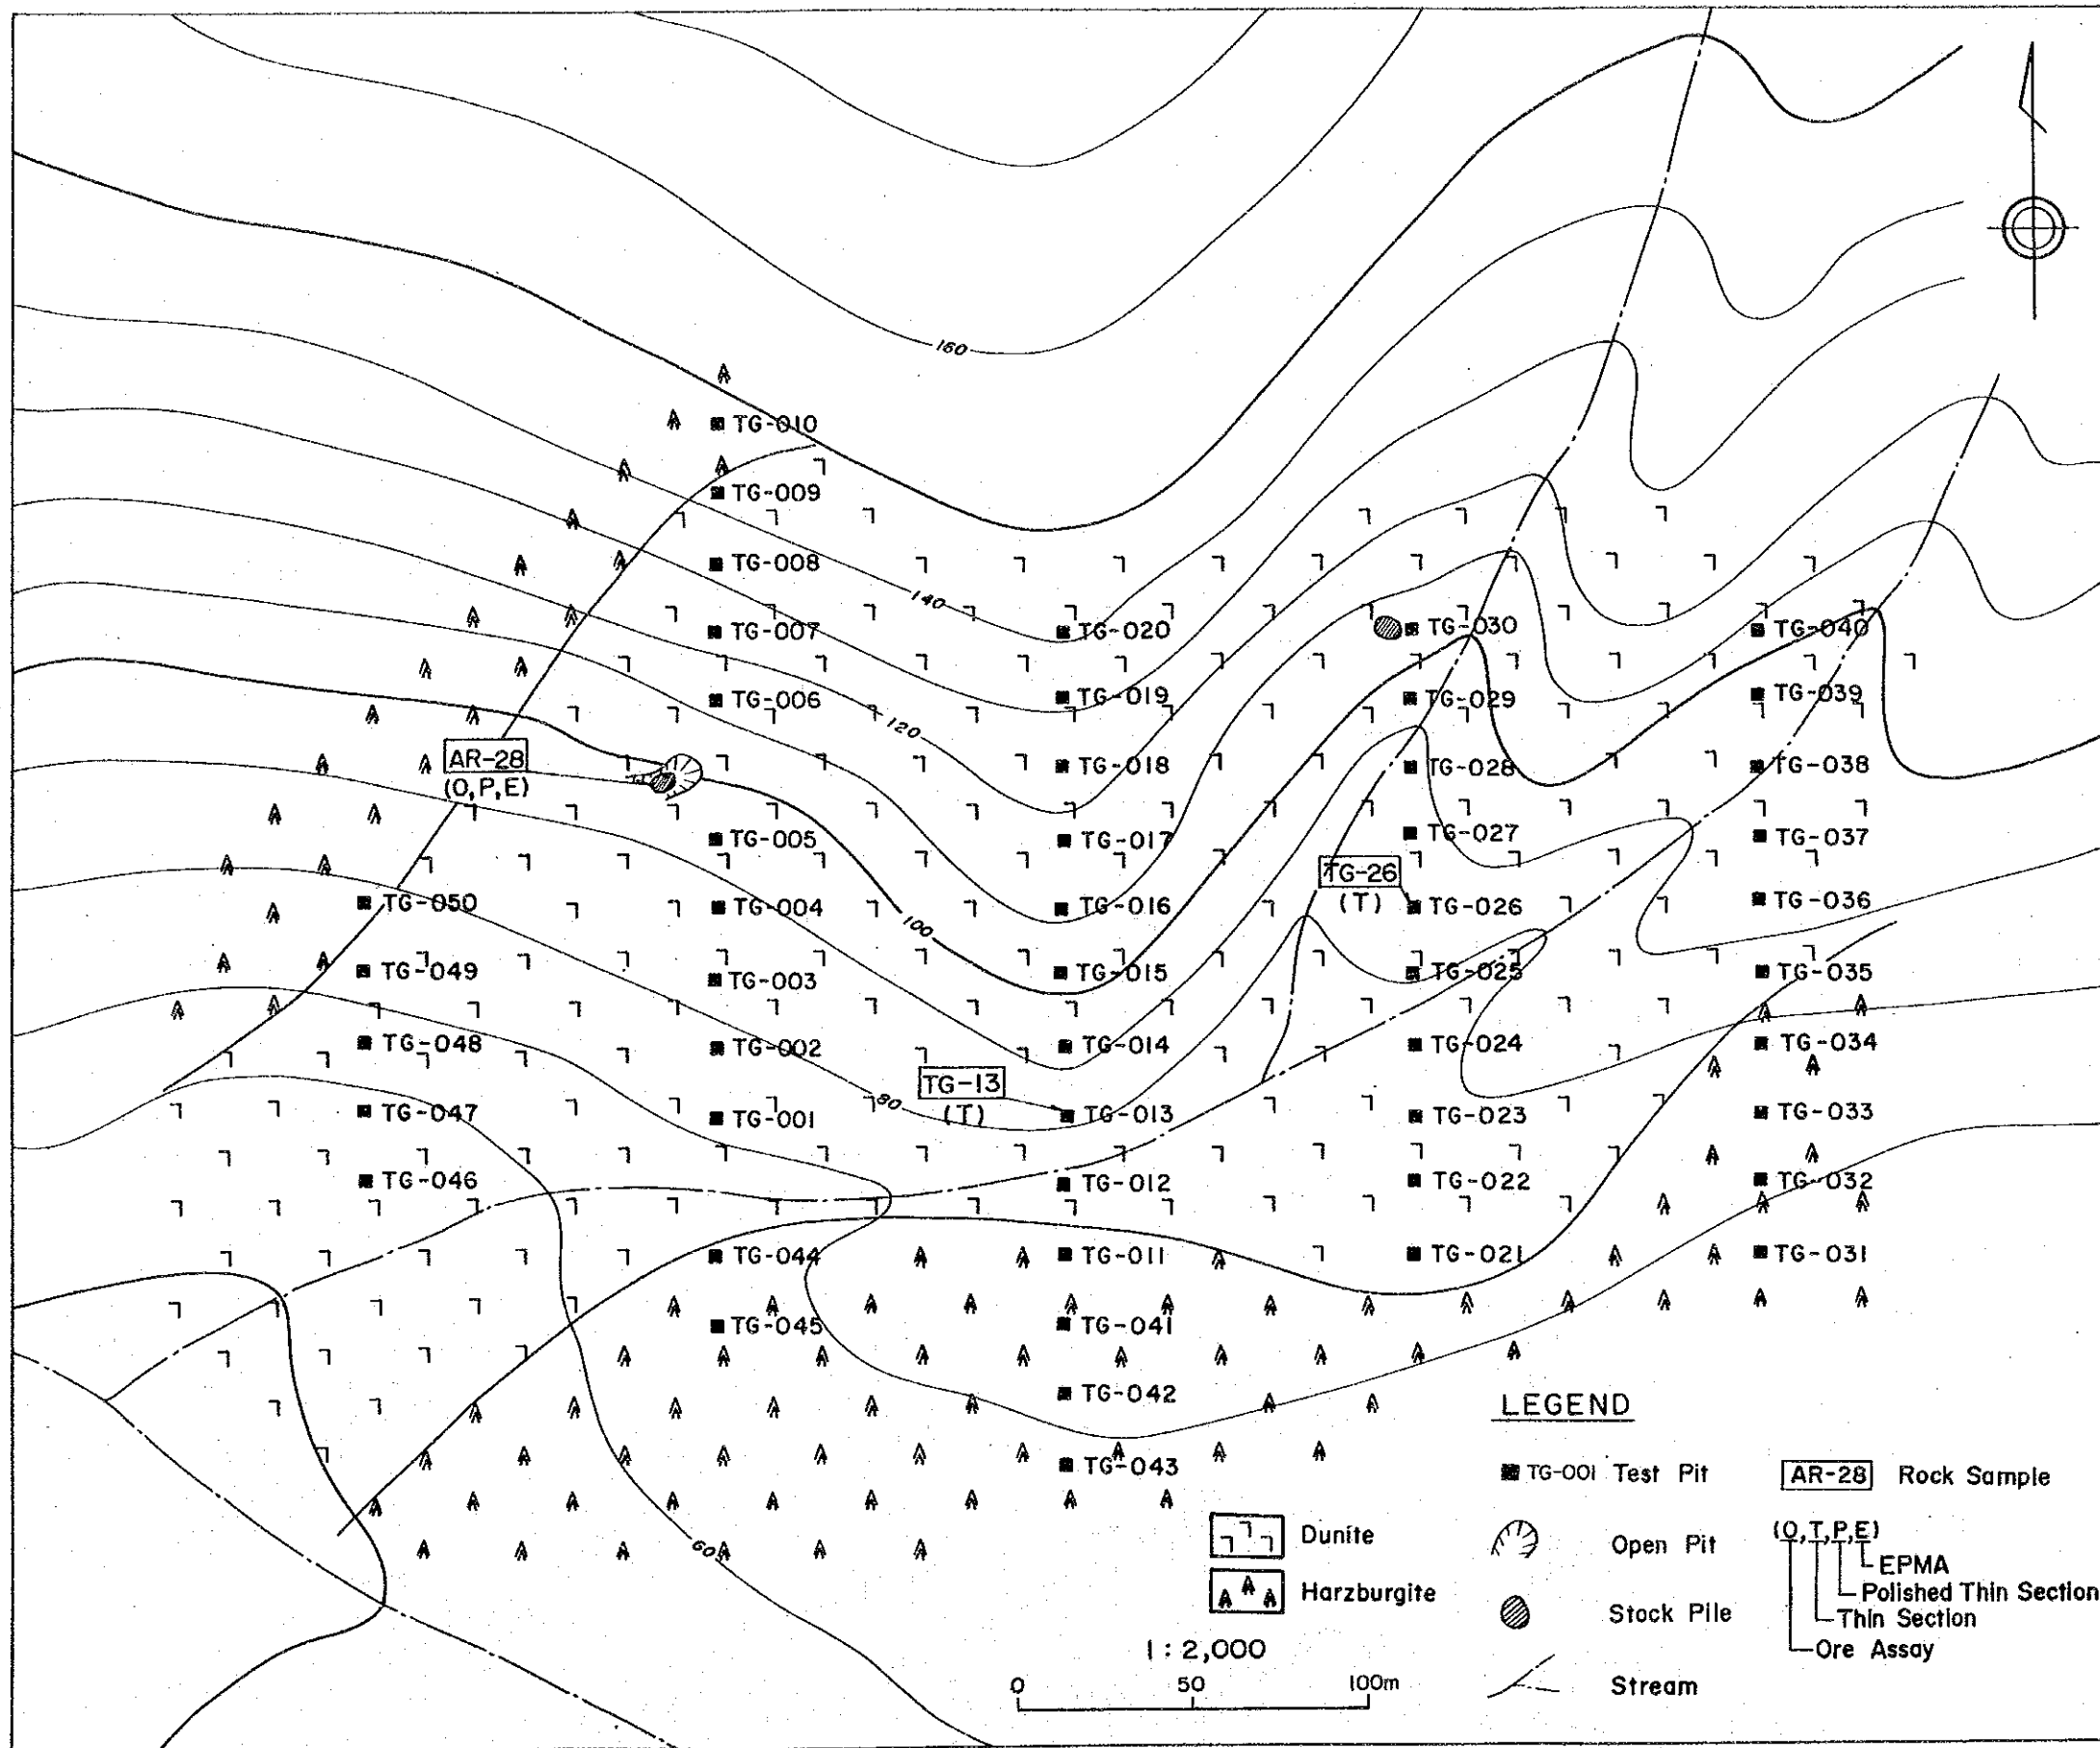 160
TG-010
TG-009
TG-008
140
TG-007
TG-020
TG-030
TG-040
TG-006
TG-019
TG-029
TG-039
120
AR-28
(O,P,E)
TG-018
TG-028
TG-038
TG-005
TG-017
TG-027
TG-037
TG-26
(T)
TG-050
TG-004
100
TG-016
TG-026
TG-036
TG-049
TG-003
TG-015
TG-025
TG-035
TG-048
TG-002
TG-014
TG-024
TG-034
TG-13
(T)
80
TG-047
TG-001
TG-013
TG-023
TG-033
TG-046
TG-012
TG-022
TG-032
TG-044
TG-011
TG-021
TG-031
TG-045
TG-041
TG-042
TG-043
60
LEGEND
TG-001 Test Pit
AR-28 Rock Sample
Dunite
Open Pit
(O,T,P,E)
EPMA
Harzburgite
Polished Thin Section
Stock Pile
Thin Section
Ore Assay
1:2,000
0 50 100m
Stream